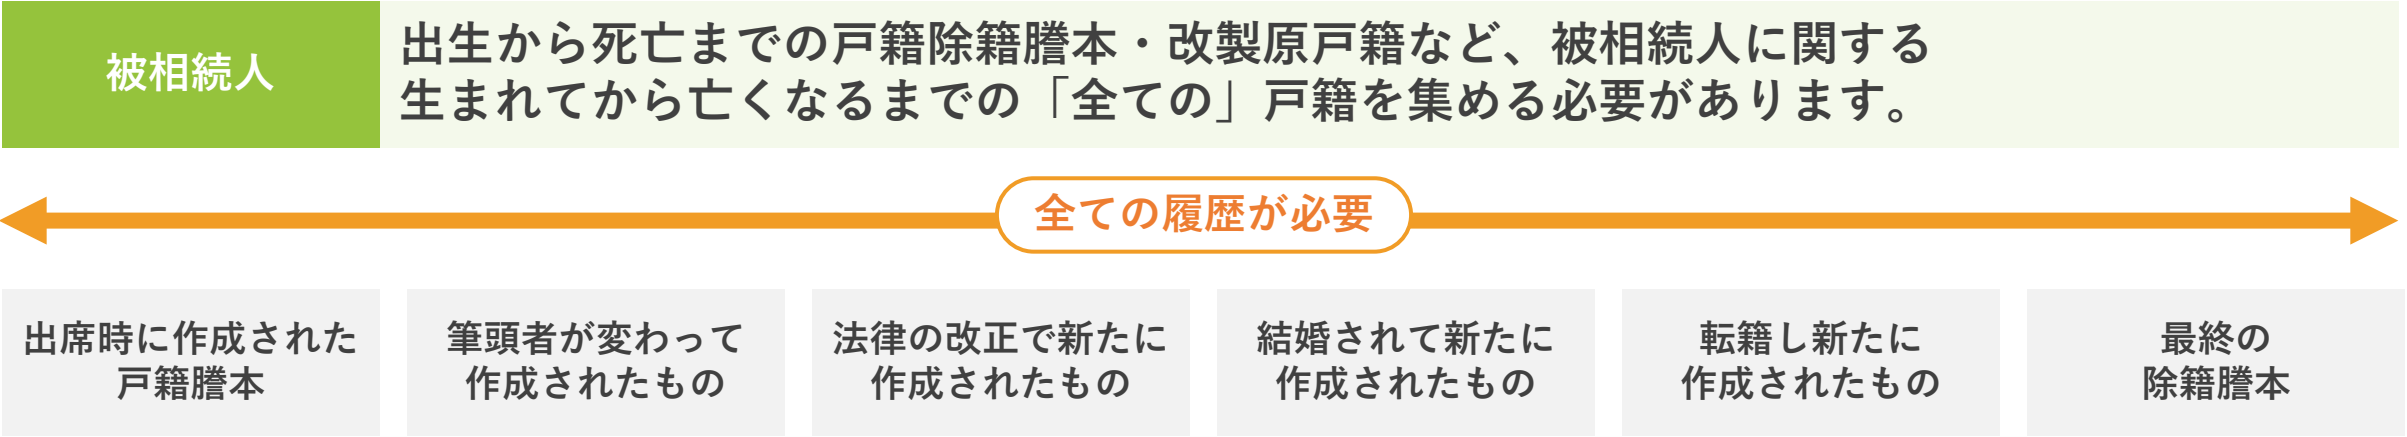 被相続人
出生から死亡までの戸籍除籍謄本・改製原戸籍など、被相続人に関する
生まれてから亡くなるまでの「全ての」戸籍を集める必要があります。
全ての履歴が必要
出席時に作成された
戸籍謄本
筆頭者が変わって
作成されたもの
法律の改正で新たに
作成されたもの
結婚されて新たに
作成されたもの
転籍し新たに
作成されたもの
最終の
除籍謄本